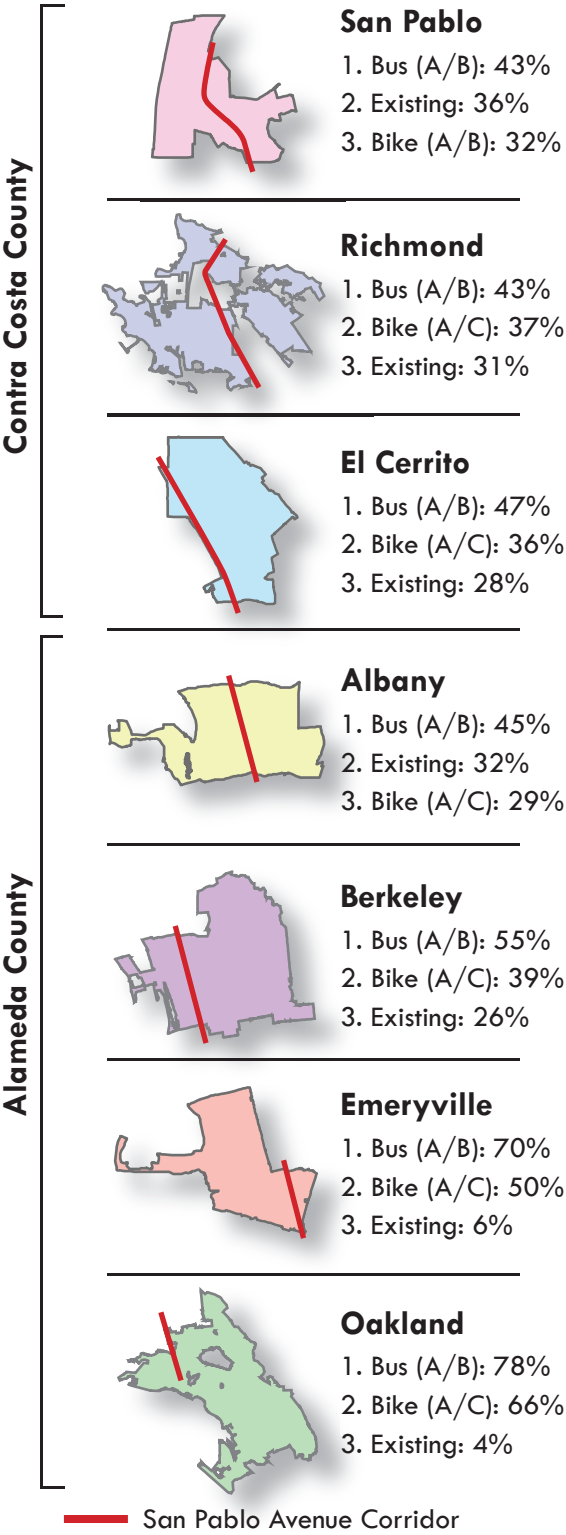 Contra Costa County
San Pablo
1. Bus (A/B): 43%
2. Existing: 36%
3. Bike (A/B): 32%
Richmond
1. Bus (A/B): 43%
2. Bike (A/C): 37%
3. Existing: 31%
El Cerrito
1. Bus (A/B): 47%
2. Bike (A/C): 36%
3. Existing: 28%
Alameda County
Albany
1. Bus (A/B): 45%
2. Existing: 32%
3. Bike (A/C): 29%
Berkeley
1. Bus (A/B): 55%
2. Bike (A/C): 39%
3. Existing: 26%
Emeryville
1. Bus (A/B): 70%
2. Bike (A/C): 50%
3. Existing: 6%
Oakland
1. Bus (A/B): 78%
2. Bike (A/C): 66%
3. Existing: 4%
San Pablo Avenue Corridor